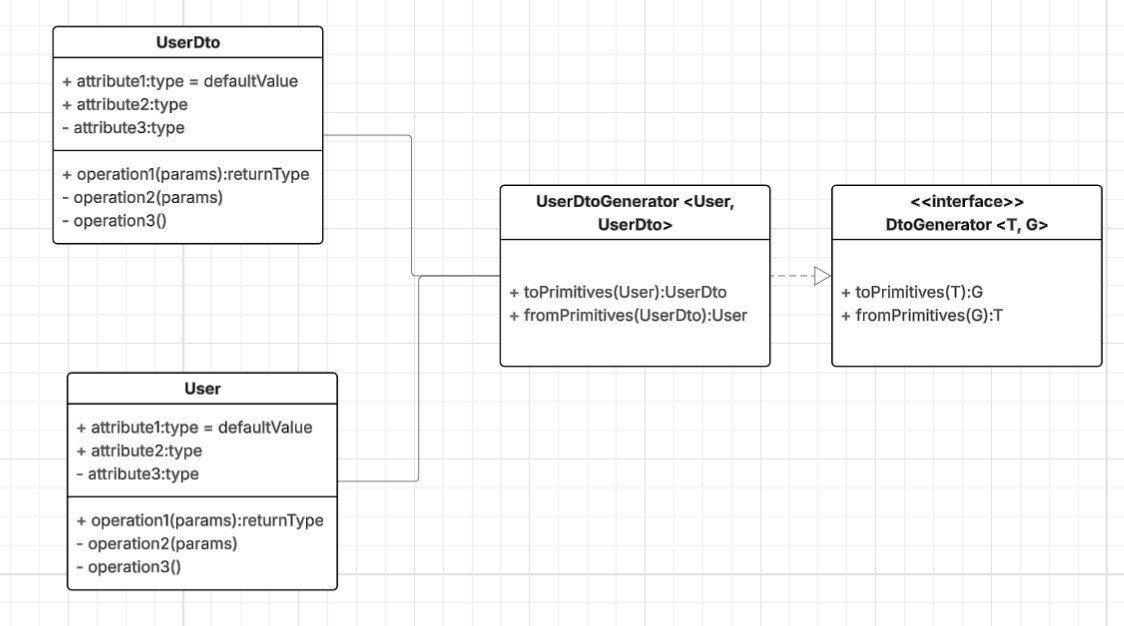 UserDto
+ attribute1:type = defaultValue
+ attribute2:type
- attribute3:type
+ operation1(params):returnType
- operation2(params)
- operation3()
User
+ attribute1:type = defaultValue
+ attribute2:type
- attribute3:type
+ operation1(params):returnType
- operation2(params)
- operation3()
UserDtoGenerator <User,
UserDto>
+ toPrimitives(User):UserDto
+ fromPrimitives(UserDto):User
<<interface>>
DtoGenerator <T, G>
+ toPrimitives(T):G
+ fromPrimitives(G):T